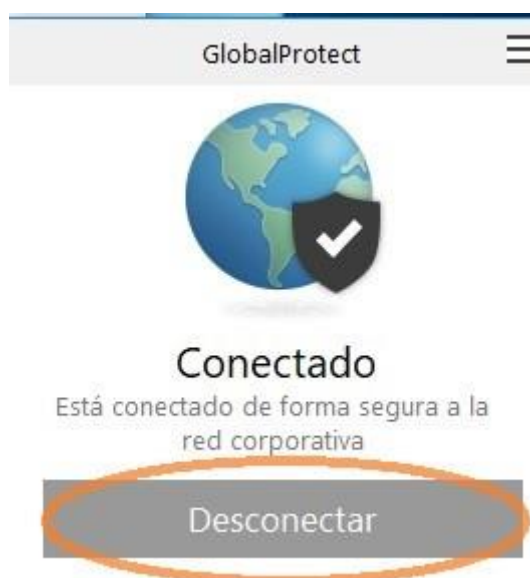 GlobalProtect
Conectado
Está conectado de forma segura a la
red corporativa
Desconectar